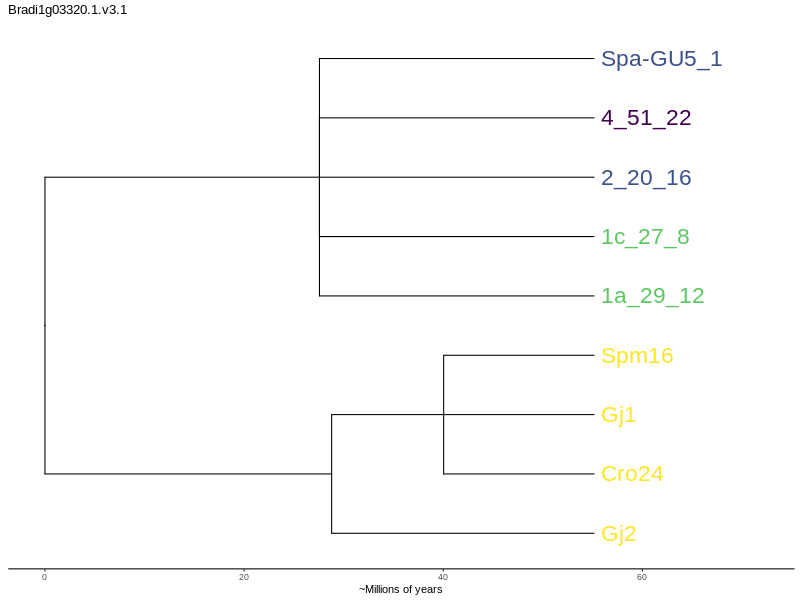 Bradi1g03320.1.v3.1
Spa-GU5_1
4_51_22
2_20_16
1c_27_8
1a_29_12
Spm16
Gj1
Cro24
Gj2
0 20 40 60
~Millions of years